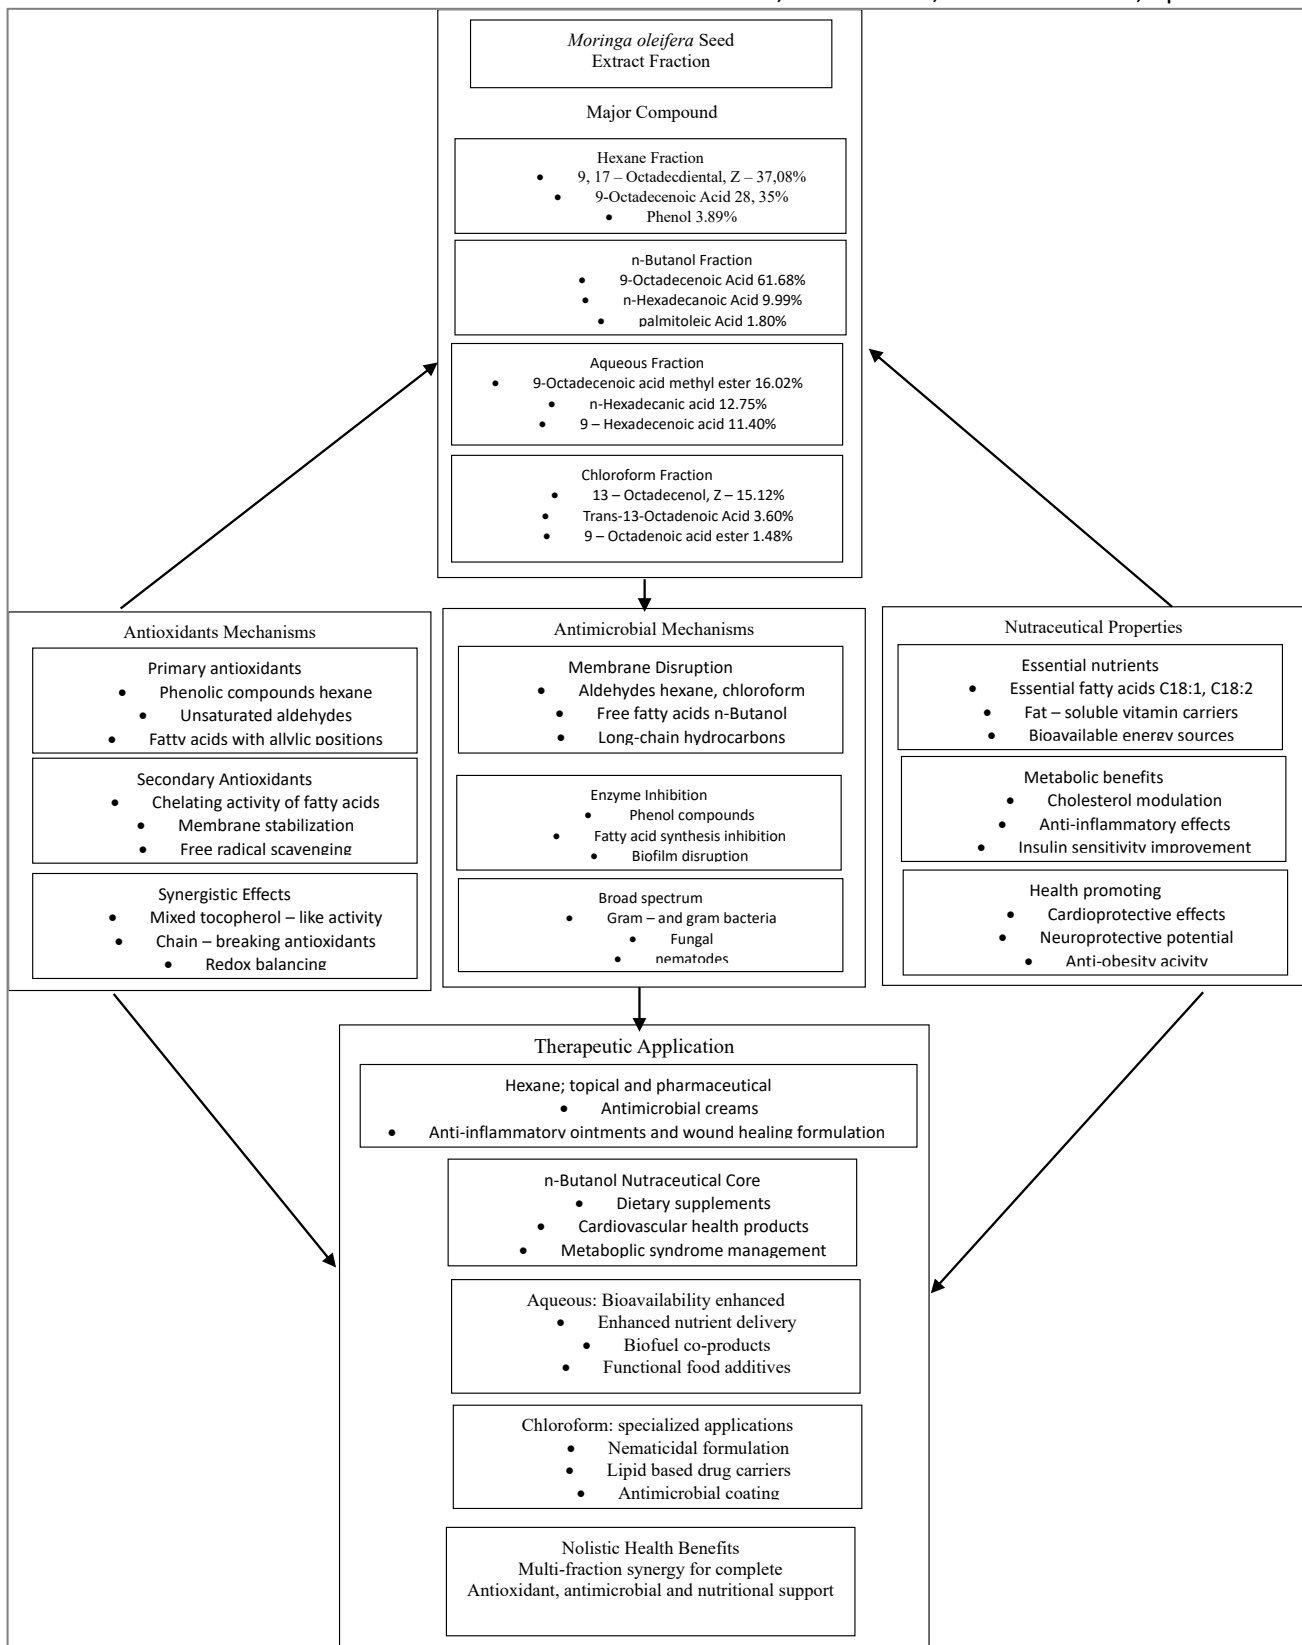 Moringa oleifera Seed
Extract Fraction
Major Compound
Hexane Fraction
• 9, 17 – Octadecdiental, Z – 37,08%
• 9-Octadecenoic Acid 28, 35%
• Phenol 3.89%
n-Butanol Fraction
• 9-Octadecenoic Acid 61.68%
• n-Hexadecanoic Acid 9.99%
• palmitoleic Acid 1.80%
Aqueous Fraction
• 9-Octadecenoic acid methyl ester 16.02%
• n-Hexadecanic acid 12.75%
• 9 – Hexadecenoic acid 11.40%
Chloroform Fraction
• 13 – Octadecenol, Z – 15.12%
• Trans-13-Octadenoic Acid 3.60%
• 9 – Octadenoic acid ester 1.48%
Antioxidants Mechanisms
Primary antioxidants
• Phenolic compounds hexane
• Unsaturated aldehydes
• Fatty acids with allylic positions
Secondary Antioxidants
• Chelating activity of fatty acids
• Membrane stabilization
• Free radical scavenging
Synergistic Effects
• Mixed tocopherol – like activity
• Chain – breaking antioxidants
• Redox balancing
Antimicrobial Mechanisms
Membrane Disruption
• Aldehydes hexane, chloroform
• Free fatty acids n-Butanol
• Long-chain hydrocarbons
Enzyme Inhibition
• Phenol compounds
• Fatty acid synthesis inhibition
• Biofilm disruption
Broad spectrum
• Gram – and gram bacteria
• Fungal
• nematodes
Nutraceutical Properties
Essential nutrients
• Essential fatty acids C18:1, C18:2
• Fat – soluble vitamin carriers
• Bioavailable energy sources
Metabolic benefits
• Cholesterol modulation
• Anti-inflammatory effects
• Insulin sensitivity improvement
Health promoting
• Cardioprotective effects
• Neuroprotective potential
• Anti-obesity acivity
Therapeutic Application
Hexane; topical and pharmaceutical
• Antimicrobial creams
• Anti-inflammatory ointments and wound healing formulation
n-Butanol Nutraceutical Core
• Dietary supplements
• Cardiovascular health products
• Metaboplic syndrome management
Aqueous: Bioavailability enhanced
• Enhanced nutrient delivery
• Biofuel co-products
• Functional food additives
Chloroform: specialized applications
• Nematicidal formulation
• Lipid based drug carriers
• Antimicrobial coating
Nolistic Health Benefits
Multi-fraction synergy for complete
Antioxidant, antimicrobial and nutritional support